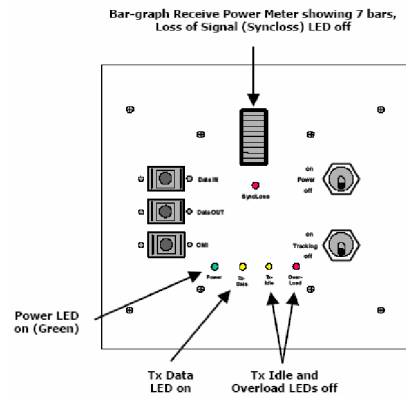 Bar-graph Receive Power Meter showing 7 bars,
Loss of Signal (Syncloss) LED off
on
Power
off
Data IN
SyncLoss
Data OUT
on
Tracking
off
OMI
Power
Tx-
Data
Tx-
Idle
Over-
Load
Power LED
on (Green)
Tx Data
LED on
Tx Idle and
Overload LEDs off